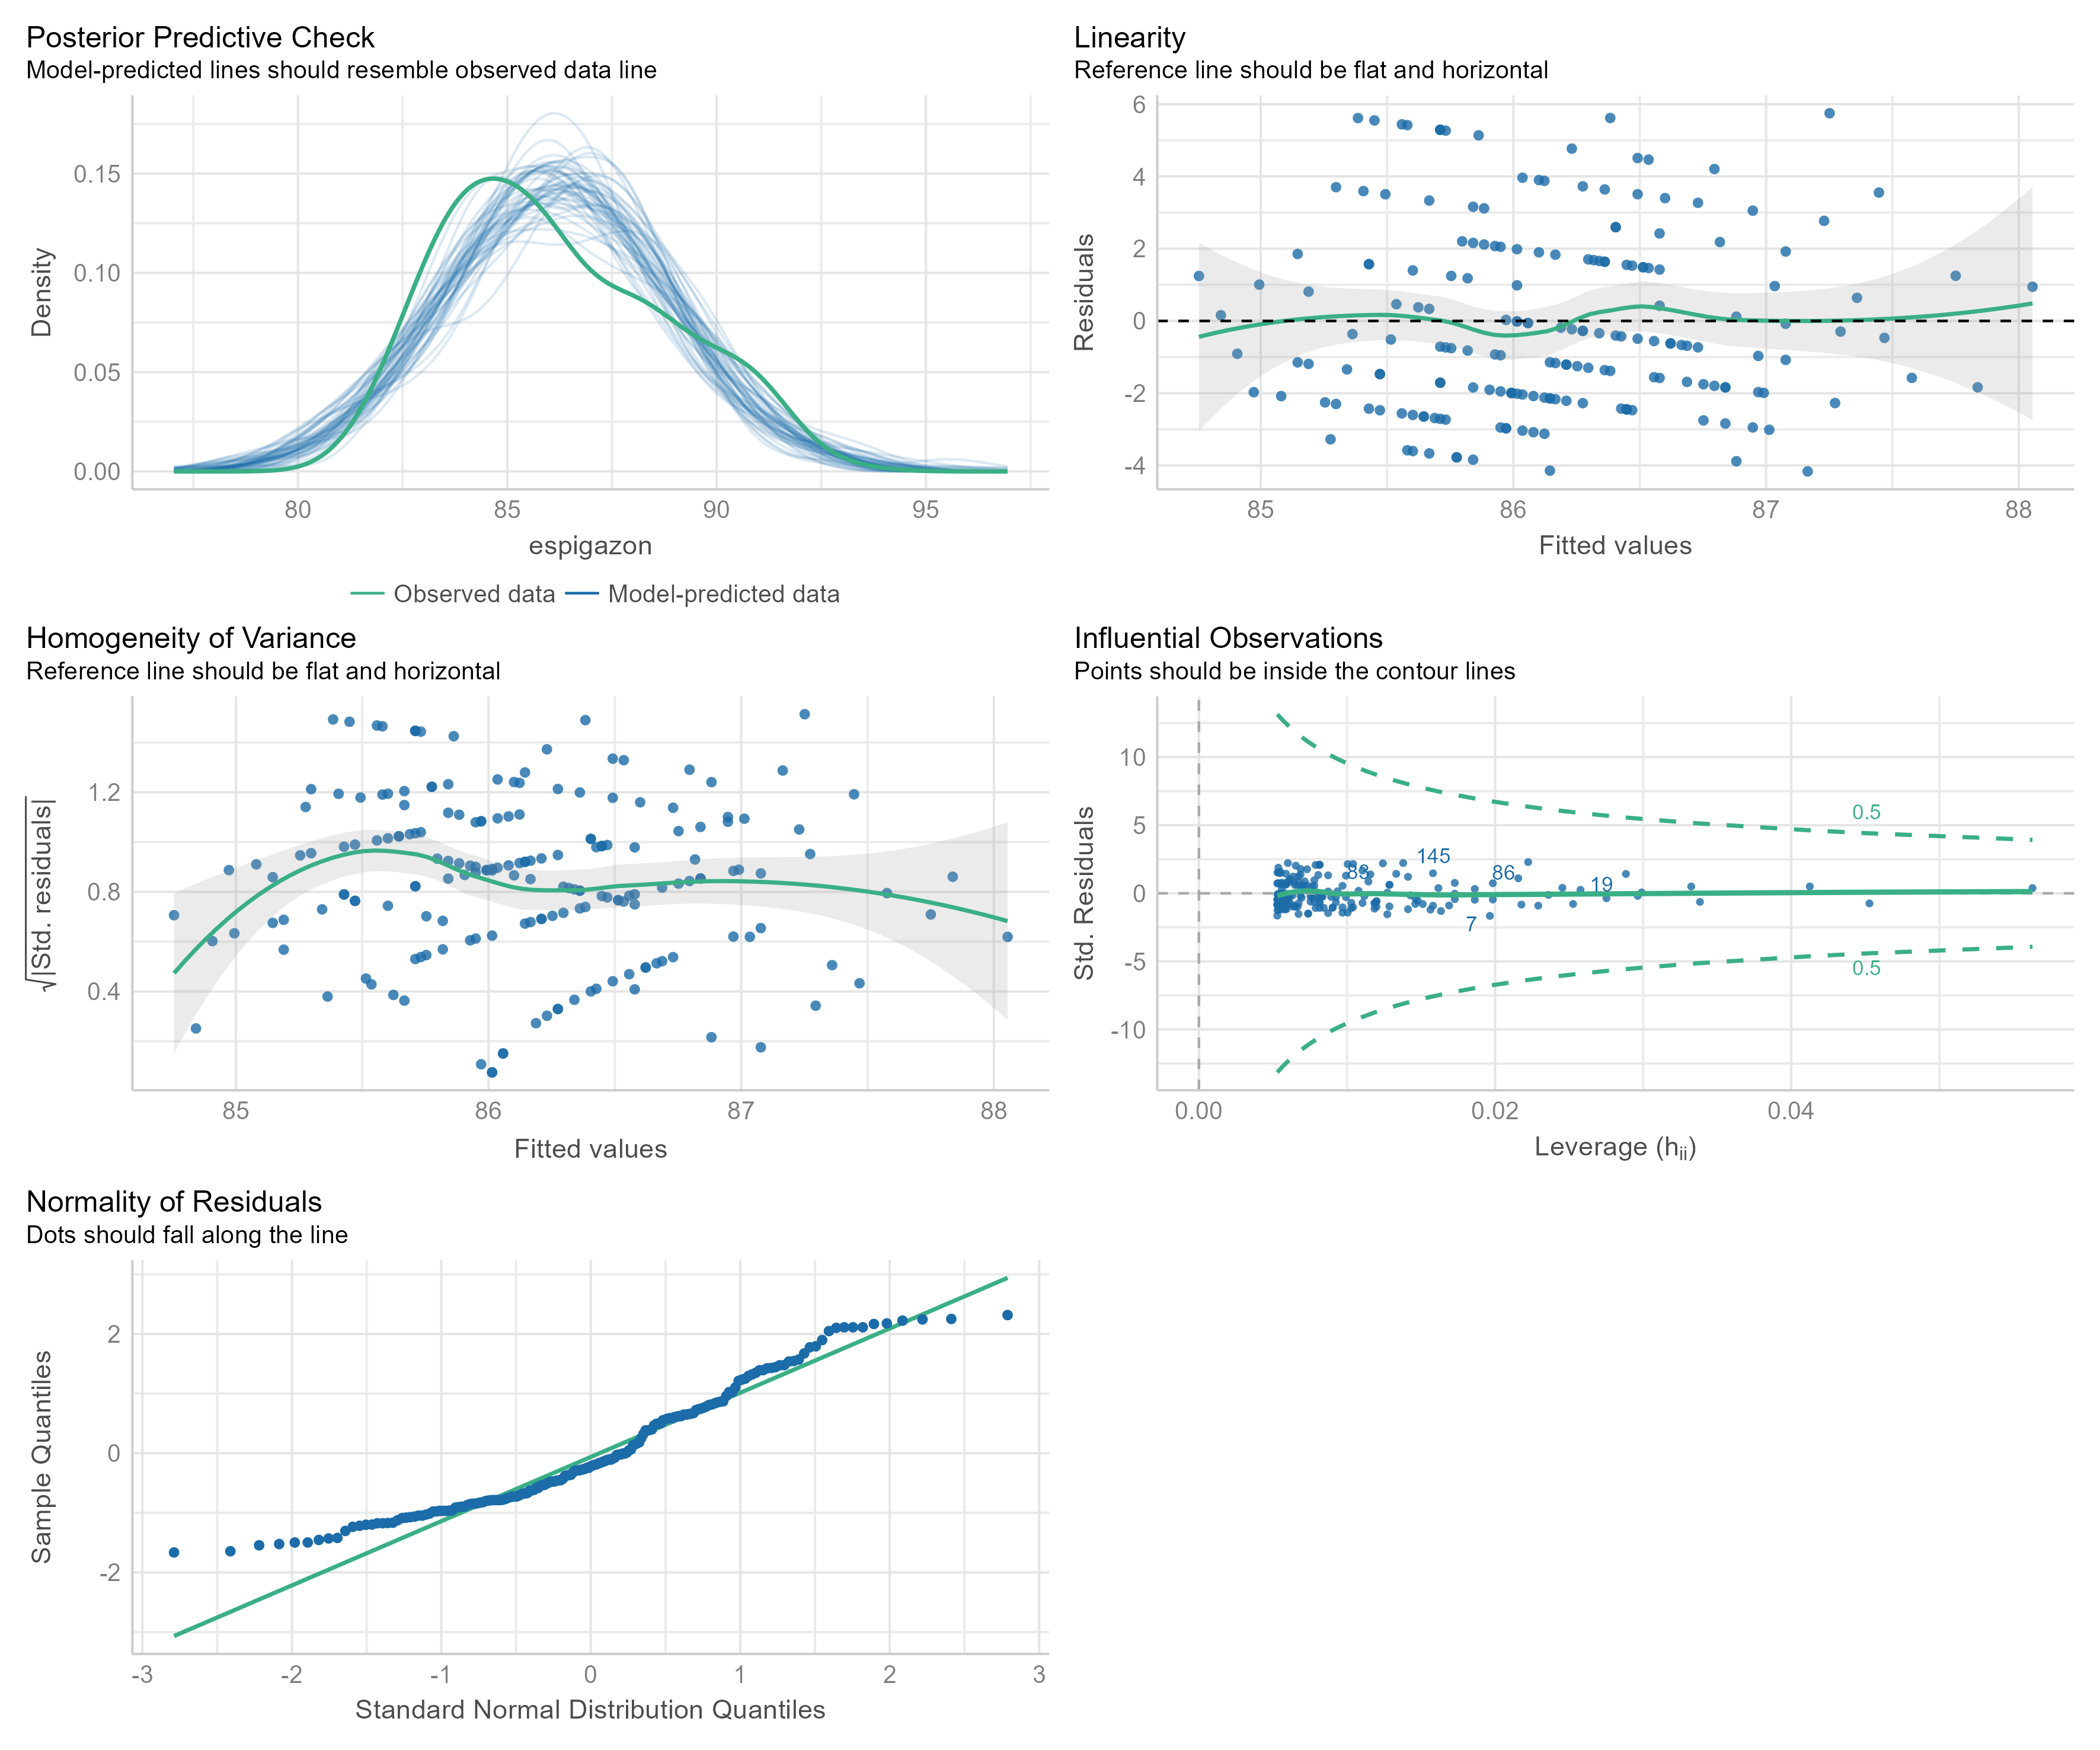 Posterior Predictive Check
Model-predicted lines should resemble observed data line
Density
0.15
0.10
0.05
0.00
80
85
90
95
espigazon
Observed data
Model-predicted data
Linearity
Reference line should be flat and horizontal
Residuals
6
4
2
0
-2
-4
85
86
87
88
Fitted values
Homogeneity of Variance
Reference line should be flat and horizontal
√|Std. residuals|
1.2
0.8
0.4
85
86
87
88
Fitted values
Influential Observations
Points should be inside the contour lines
Std. Residuals
10
5
0
-5
-10
0.5
145
83
86
19
7
0.5
0.00
0.02
0.04
Leverage (hii)
Normality of Residuals
Dots should fall along the line
Sample Quantiles
2
0
-2
-3
-2
-1
0
1
2
3
Standard Normal Distribution Quantiles